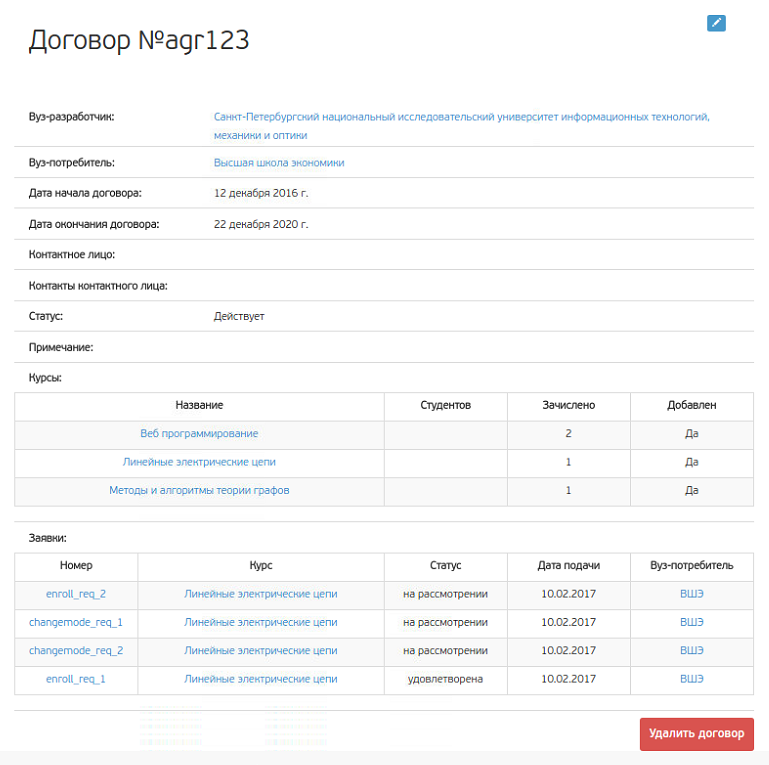 Договор №agr123
Вуз-разработчик: Санкт-Петербургский национальный исследовательский университет информационных технологий,
механики и оптики
Вуз-потребитель: Высшая школа экономики
Дата начала договора: 12 декабря 2016 г.
Дата окончания договора: 22 декабря 2020 г.
Контактное лицо:
Контакты контактного лица:
Статус: Действует
Примечание:
Курсы:
Название Студентов Зачислено Добавлен
Веб программирование 2 Да
Линейные электрические цепи 1 Да
Методы и алгоритмы теории графов 1 Да
Заявки:
Номер Курс Статус Дата подачи Вуз-потребитель
enroll_req_2 Линейные электрические цепи на рассмотрении 10.02.2017 ВШЭ
changemode_req_1 Линейные электрические цепи на рассмотрении 10.02.2017 ВШЭ
changemode_req_2 Линейные электрические цепи на рассмотрении 10.02.2017 ВШЭ
enroll_req_1 Линейные электрические цепи удовлетворена 10.02.2017 ВШЭ
Удалить договор